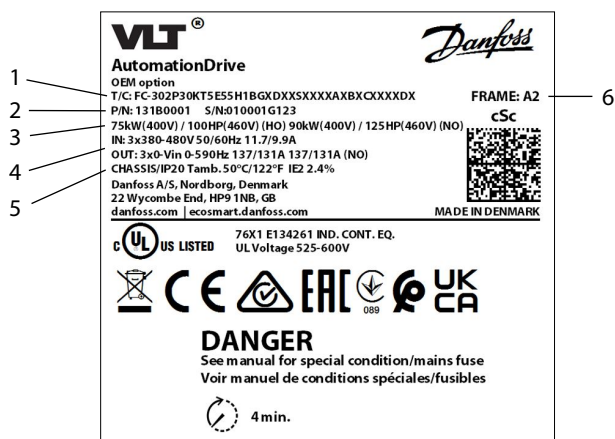 VLT®
Danfoss
AutomationDrive
OEM option
1
T/C: FC-302P30KT5E55H1BGXDXXSXXXXAXBXCXXXXDX
FRAME: A2
6
2
P/N: 131B0001 S/N:010001G123
cSc
3
75kW(400V) / 100HP(460V) (HO) 90kW(400V) / 125HP(460V) (NO)
IN: 3x380-480V 50/60Hz 11.7/9.9A
4
OUT: 3x0-Vin 0-590Hz 137/131A 137/131A (NO)
5
CHASSIS/IP20 Tamb. 50°C/122°F IE2 2.4%
Danfoss A/S, Nordborg, Denmark
22 Wycombe End, HP9 1NB, GB
danfoss.com | ecosmart.danfoss.com
MADE IN DENMARK
c UL US LISTED
76X1 E134261 IND. CONT. EQ.
UL Voltage 525-600V
CE
EAC
089
UK
CA
DANGER
See manual for special condition/mains fuse
Voir manuel de conditions spéciales/fusibles
4 min.